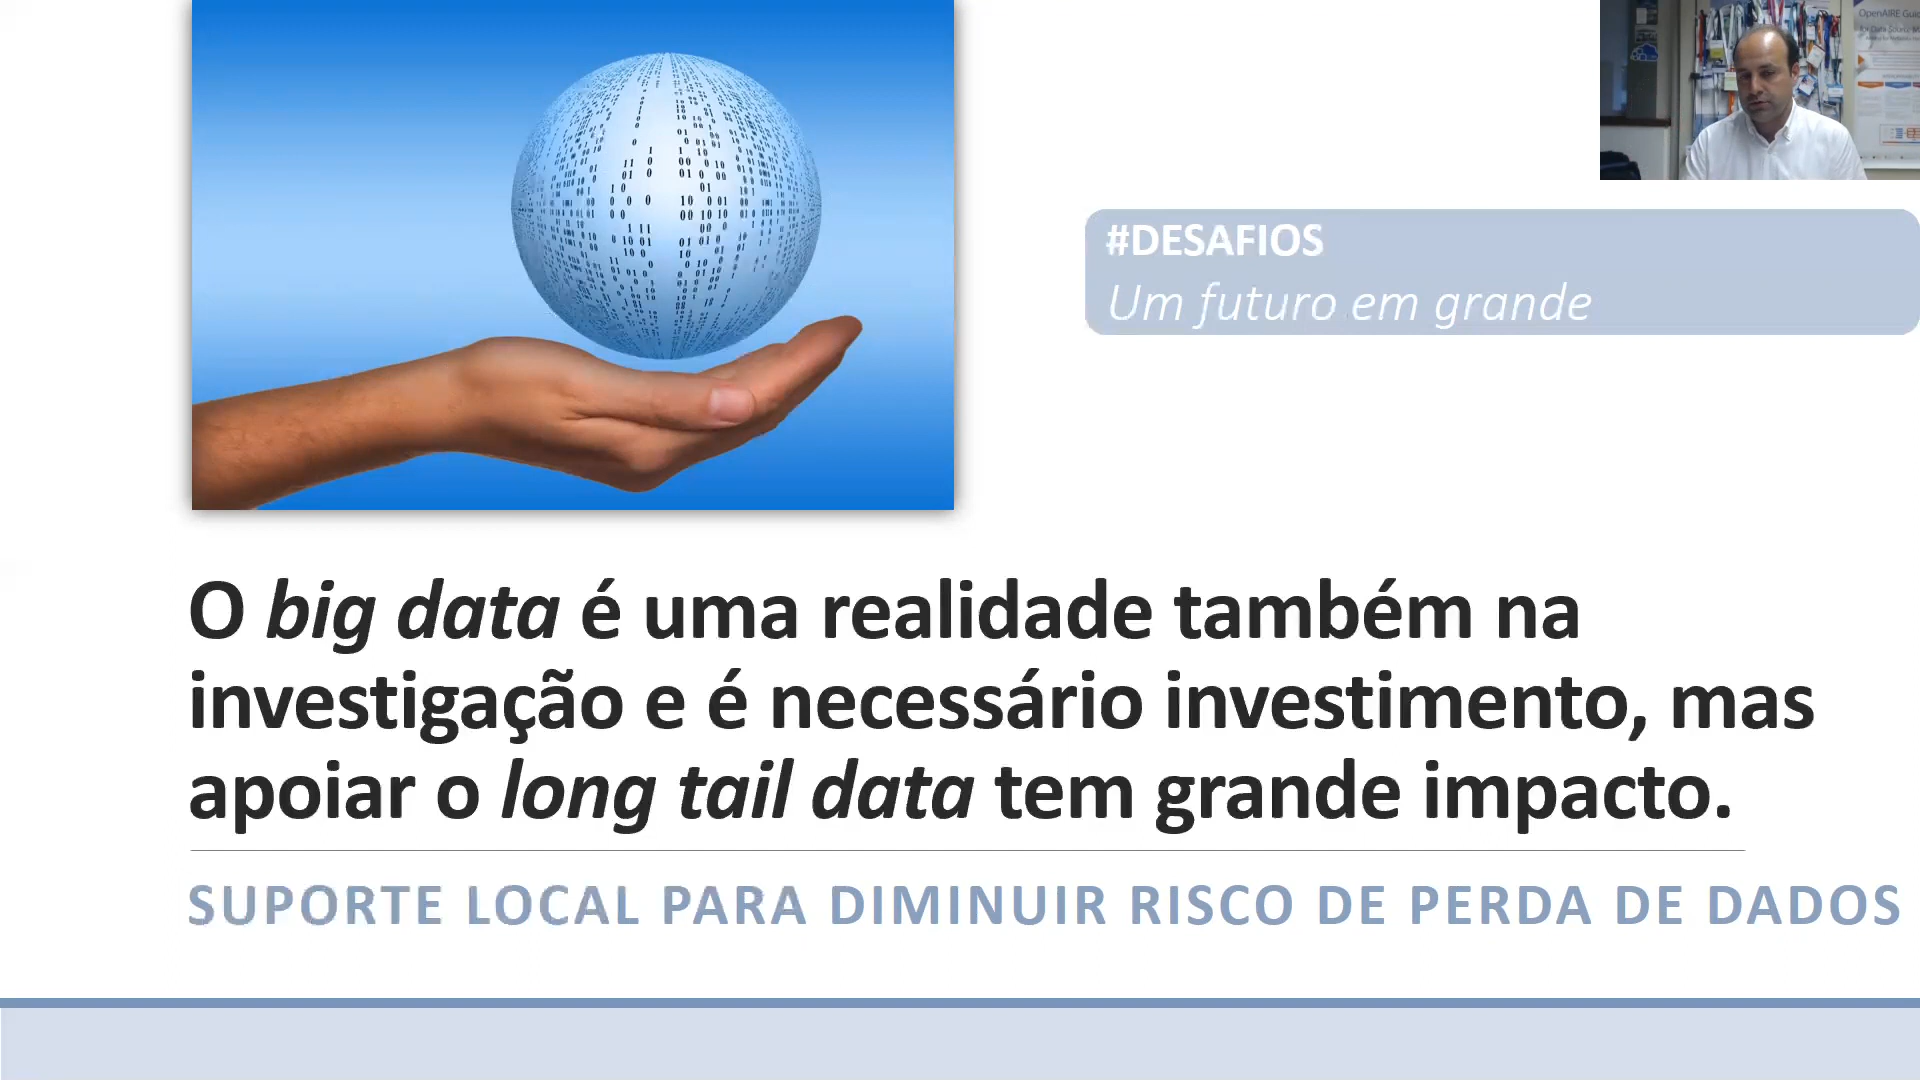 OpenAIRE
#DESAFIOS
Um futuro em grande
O big data é uma realidade também na
investigação e é necessário investimento, mas
apoiar o long tail data tem grande impacto.
SUPORTE LOCAL PARA DIMINUIR RISCO DE PERDA DE DADOS